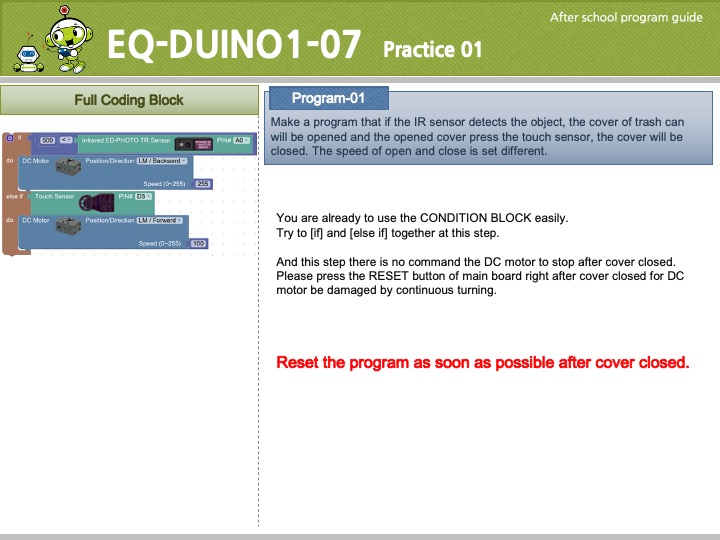 After school program guide
EQ-DUINO1-07 Practice 01
Full Coding Block
Program-01
Make a program that if the IR sensor detects the object, the cover of trash can
will be opened and the opened cover press the touch sensor, the cover will be
closed. The speed of open and close is set different.
if 500 < Infrared ED-PHOTO TR Sensor PIN# A0
do DC Motor Position/Direction LM / Backward
Speed (0~255) 255
else if Touch Sensor PIN# D3
do DC Motor Position/Direction LM / Forward
Speed (0~255) 100
You are already to use the CONDITION BLOCK easily.
Try to [if] and [else if] together at this step.
And this step there is no command the DC motor to stop after cover closed.
Please press the RESET button of main board right after cover closed for DC
motor be damaged by continuous turning.
Reset the program as soon as possible after cover closed.